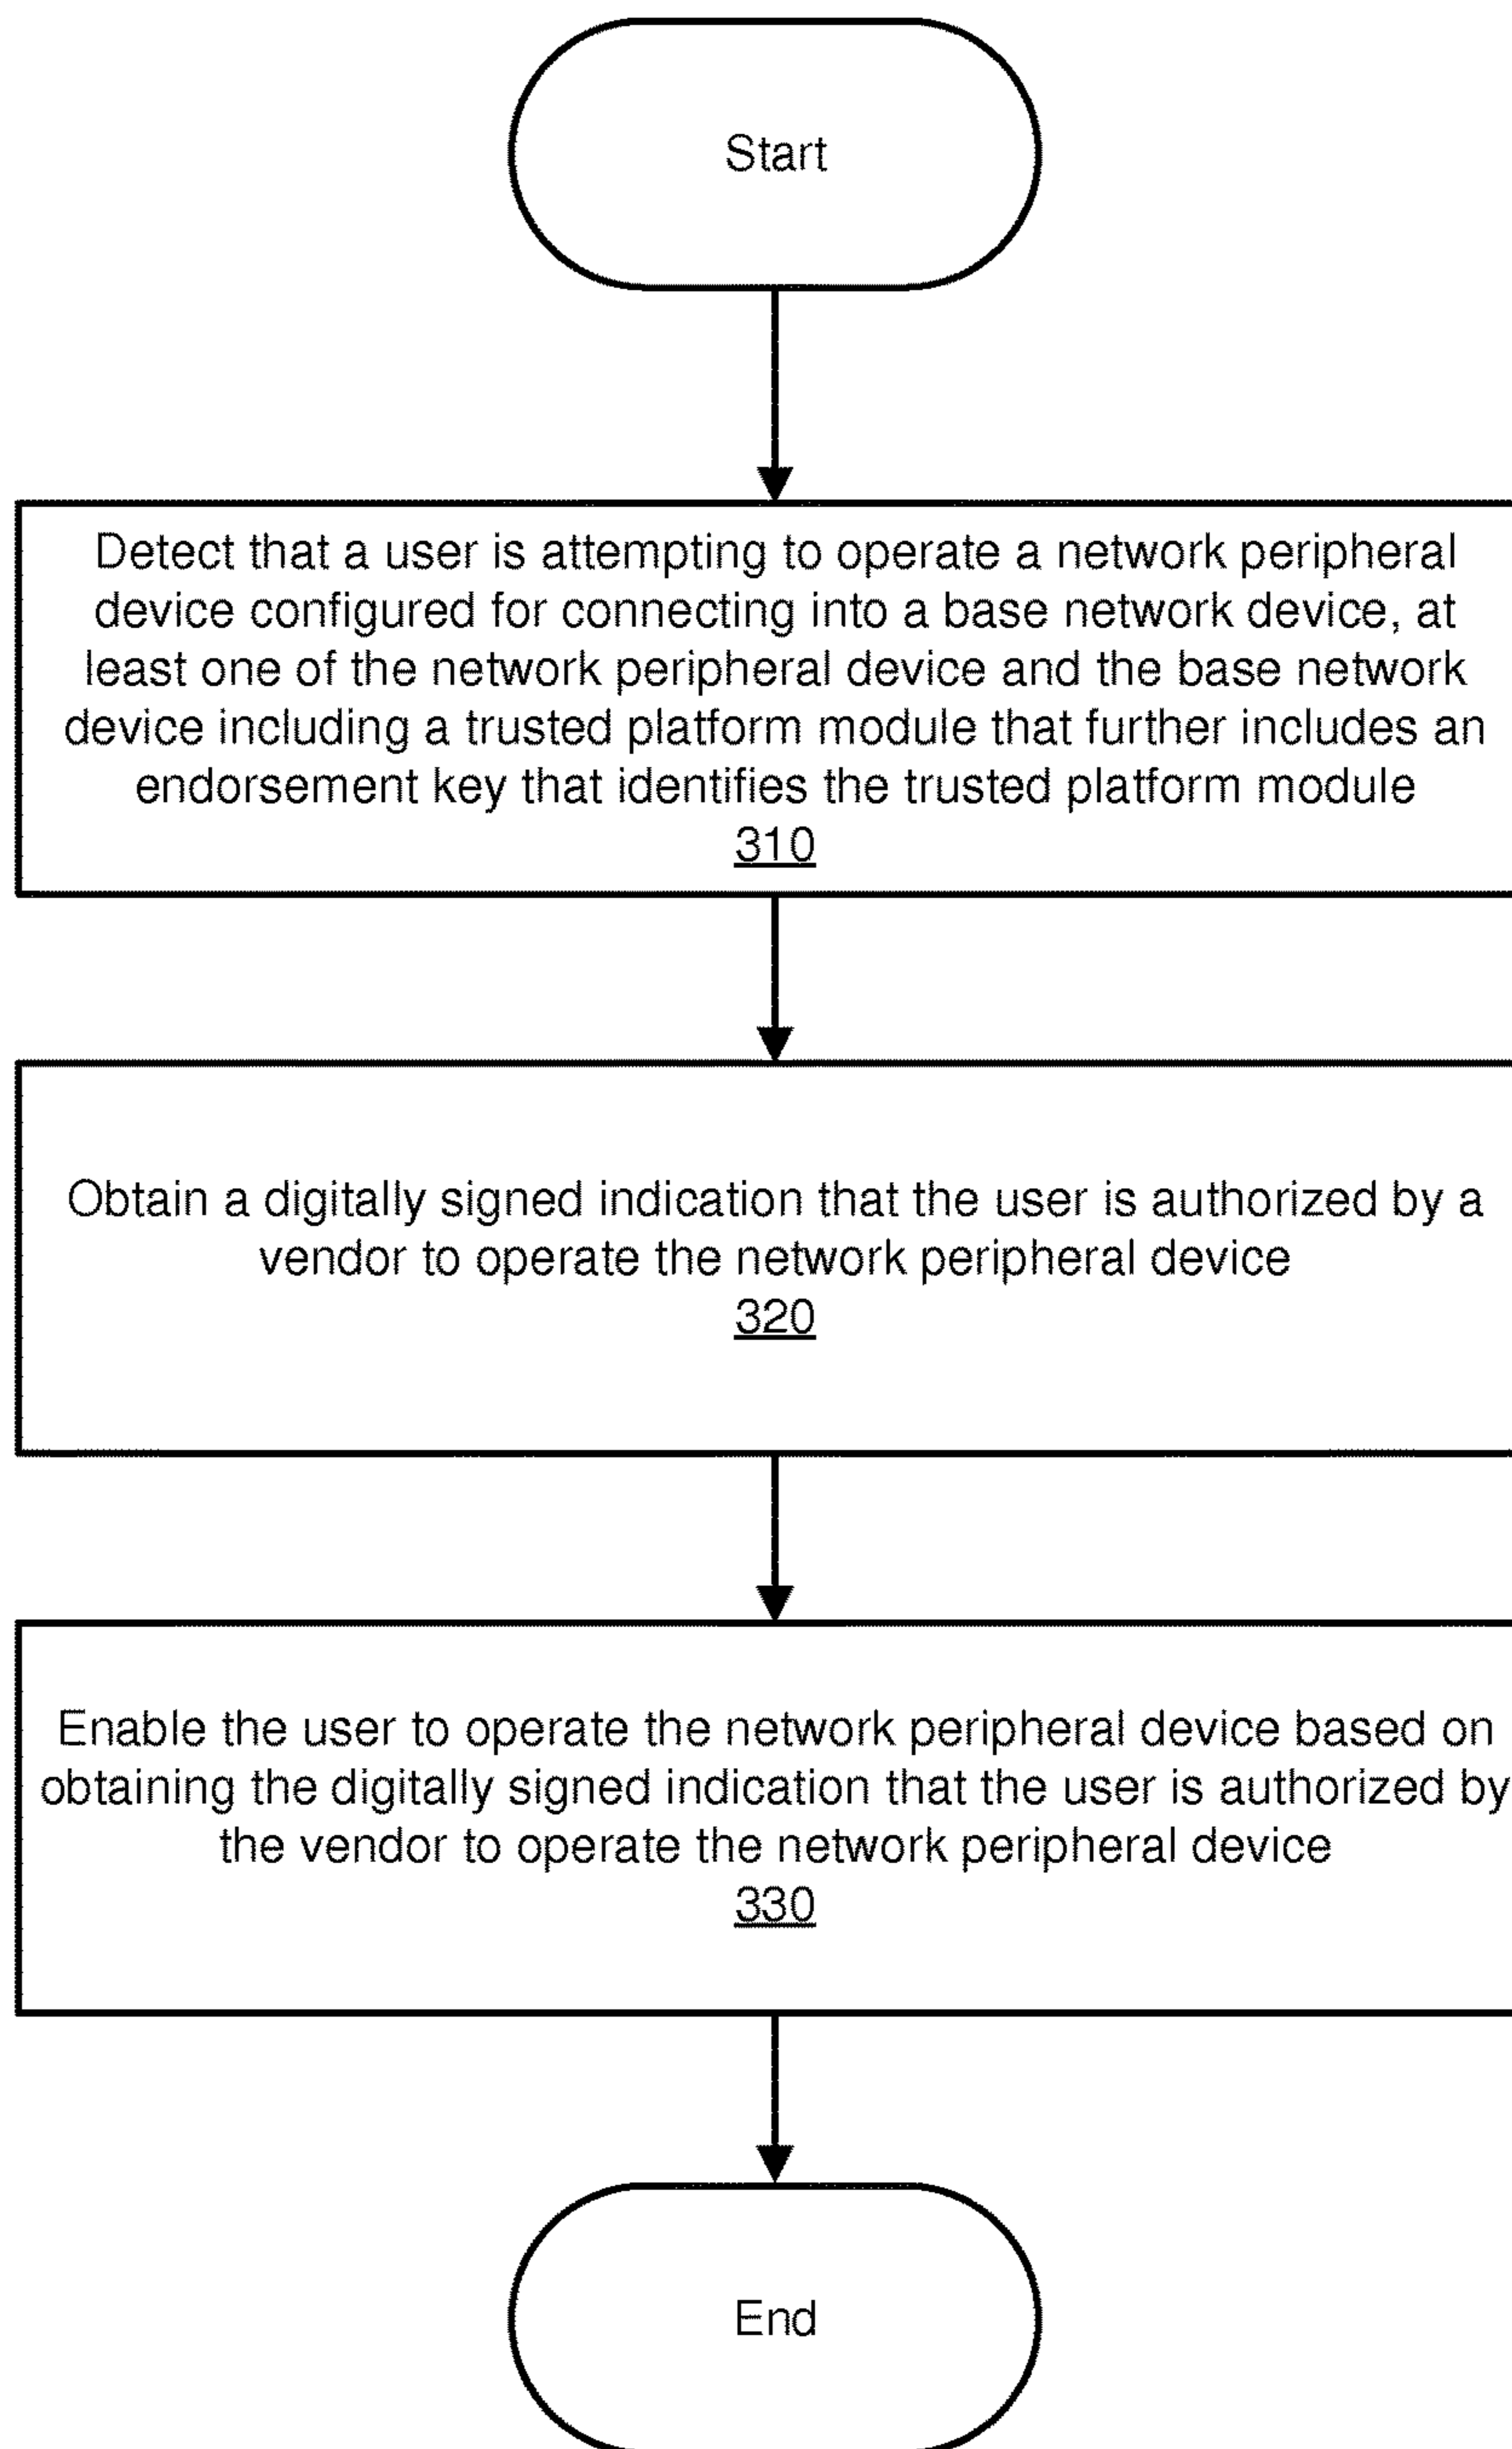 Start
Detect that a user is attempting to operate a network peripheral
device configured for connecting into a base network device, at
least one of the network peripheral device and the base network
device including a trusted platform module that further includes an
endorsement key that identifies the trusted platform module
310
Obtain a digitally signed indication that the user is authorized by a
vendor to operate the network peripheral device
320
Enable the user to operate the network peripheral device based on
obtaining the digitally signed indication that the user is authorized by
the vendor to operate the network peripheral device
330
End